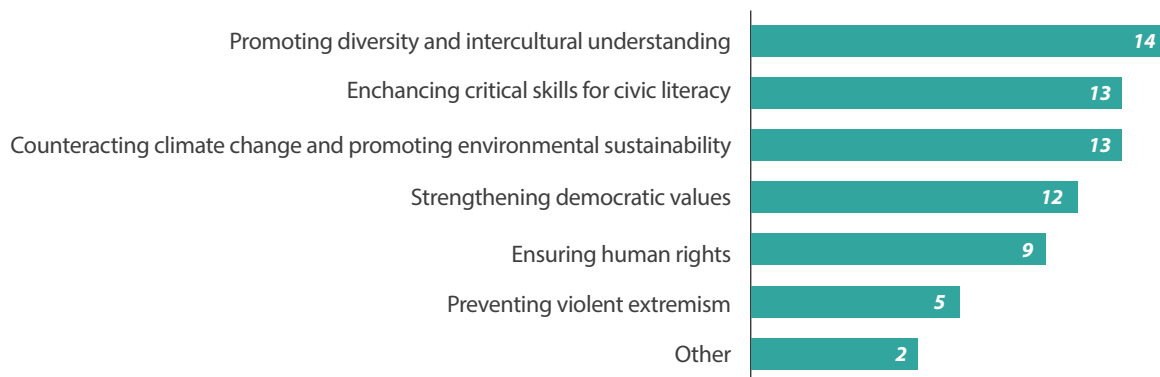 Promoting diversity and intercultural understanding 14
Enchancing critical skills for civic literacy 13
Counteracting climate change and promoting environmental sustainability 13
Strengthening democratic values 12
Ensuring human rights 9
Preventing violent extremism 5
Other 2